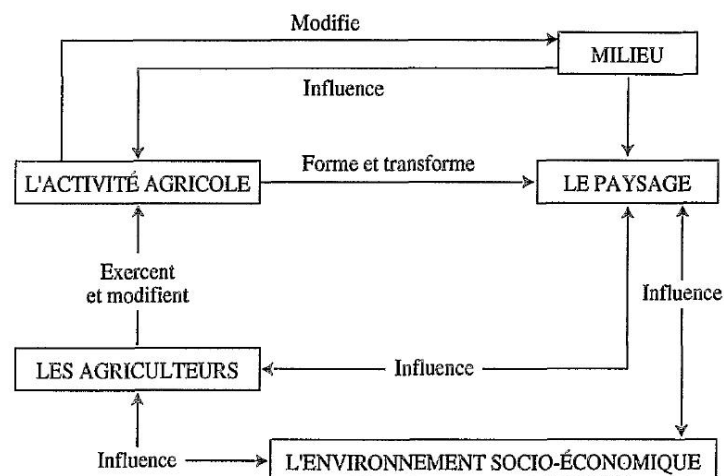 Modifie
MILIEU
Influence
Forme et transforme
L'ACTIVITÉ AGRICOLE
LE PAYSAGE
Exercent
et modifient
Influence
LES AGRICULTEURS
Influence
Influence
L'ENVIRONNEMENT SOCIO-ÉCONOMIQUE